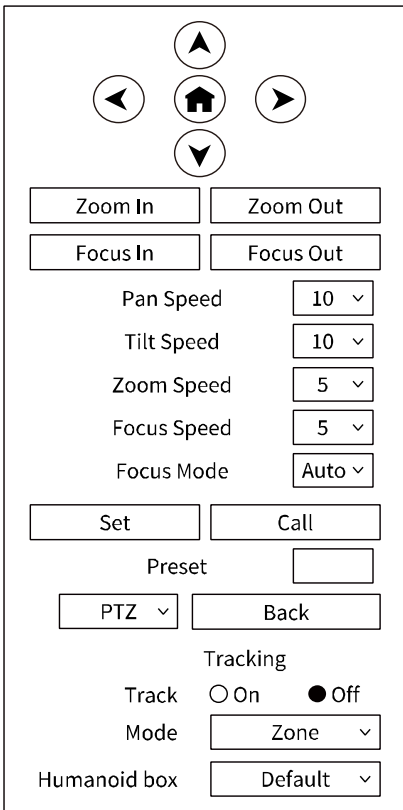 Zoom In Zoom Out
Focus In Focus Out
Pan Speed 10
Tilt Speed 10
Zoom Speed 5
Focus Speed 5
Focus Mode Auto
Set Call
Preset
PTZ Back
Tracking
Track On Off
Mode Zone
Humanoid box Default